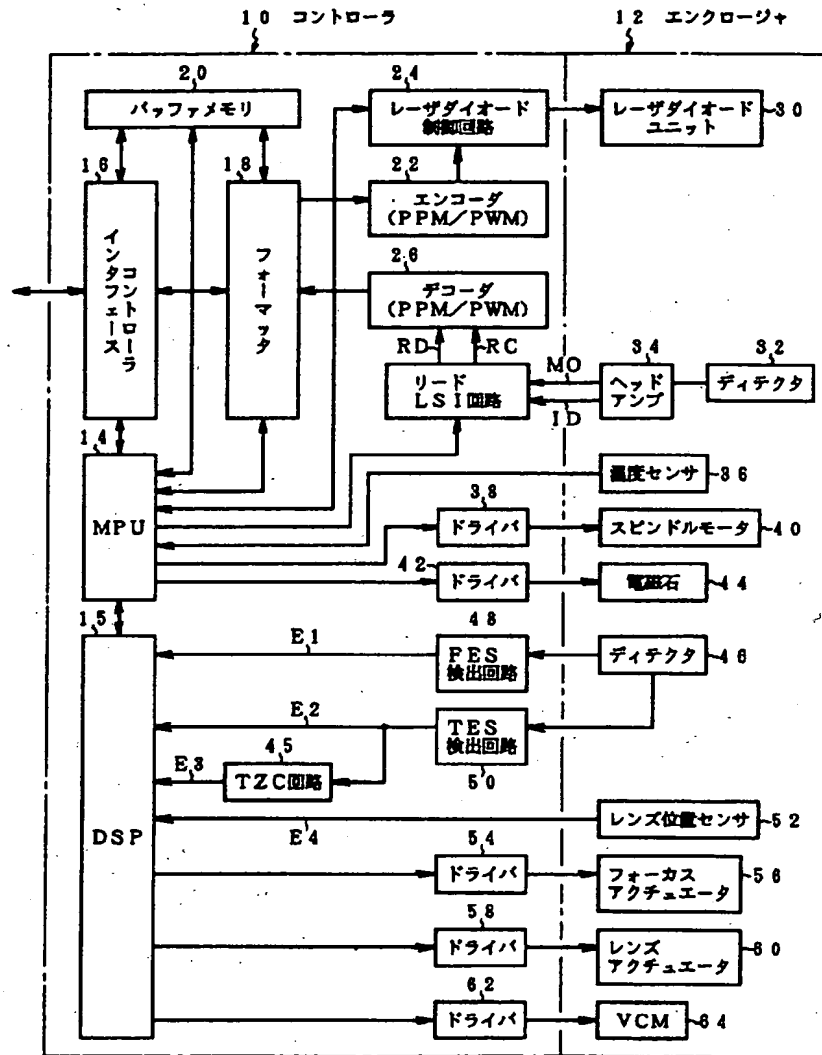 10 コントローラ
12 エンクロージャ
20
バッファメモリ
24
レーザダイオード
制御回路
レーザダイオード
ユニット
30
16
コントローラ
インタフェース
18
フォーマッタ
22
エンコーダ
(PPM/PWM)
26
デコーダ
(PPM/PWM)
RD
RC
リード
LSI回路
MO
ID
34
ヘッド
アンプ
32
ディテクタ
14
MPU
温度センサ
36
38
ドライバ
スピンドルモータ
40
42
ドライバ
電磁石
44
15
DSP
E1
48
FES
検出回路
ディテクタ
46
E2
TES
検出回路
50
E3
45
TZC回路
E4
レンズ位置センサ
52
54
ドライバ
フォーカス
アクチュエータ
56
58
ドライバ
レンズ
アクチュエータ
60
62
ドライバ
VCM
64